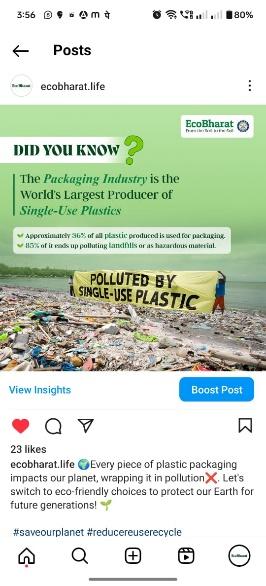 3:56
80%
Posts
ecobharat.life
EcoBharat
From the Soil to the Soil
DID YOU KNOW ?
The Packaging Industry is the
World's Largest Producer of
Single-Use Plastics
Approximately 36% of all plastic produced is used for packaging.
85% of it ends up polluting landfills or as hazardous material.
POLLUTED BY
SINGLE-USE PLASTIC
View Insights
Boost Post
23 likes
ecobharat.life 🌍Every piece of plastic packaging
impacts our planet, wrapping it in pollution❌. Let's
switch to eco-friendly choices to protect our Earth for
future generations! 🌱
#saveourplanet #reducereuserecycle